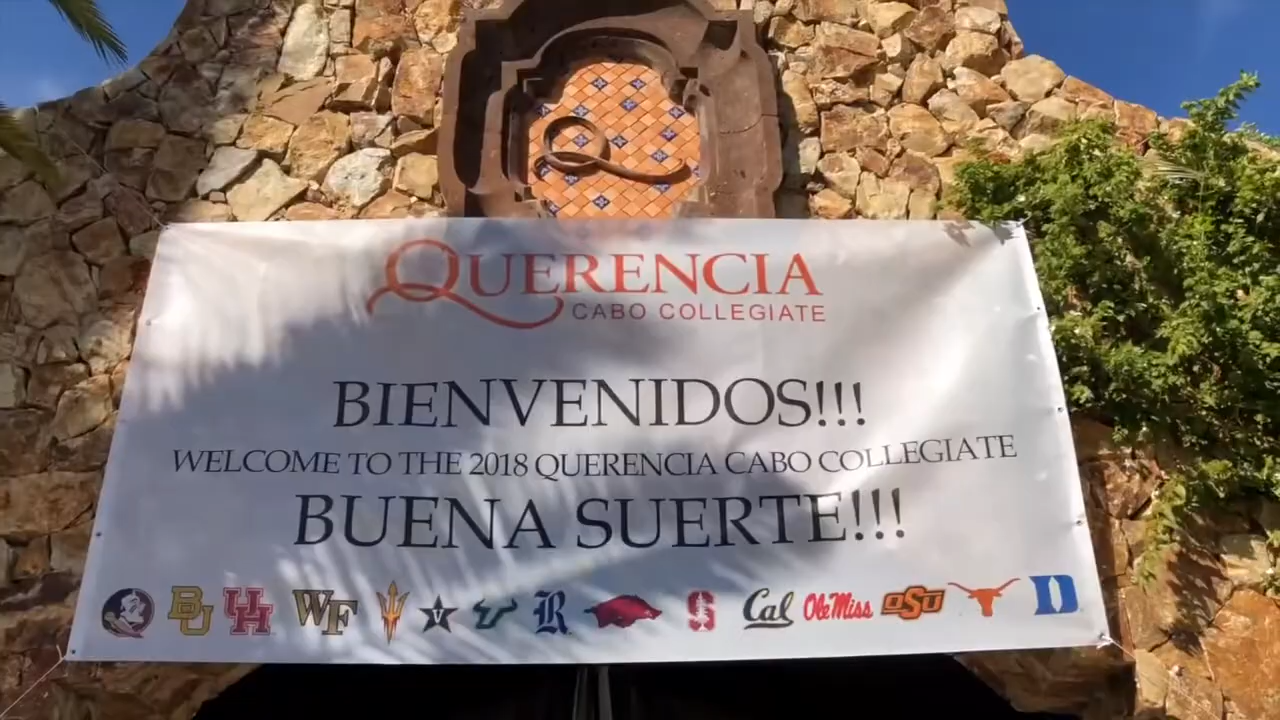 Q
QUERENCIA
CABO COLLEGIATE
BIENVENIDOS!!!
WELCOME TO THE 2018 QUERENCIA CABO COLLEGIATE
BUENA SUERTE!!!
BU UH WF V R S Cal Ole Miss OSU D